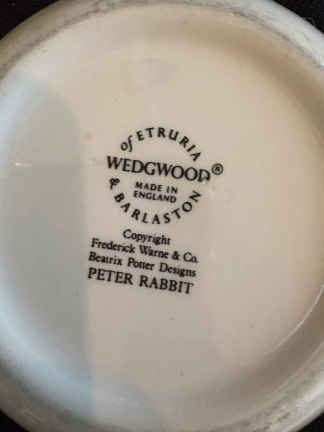 of ETRURIA
WEDGWOOD®
MADE IN
ENGLAND
& BARLASTON
Copyright
Frederick Warne & Co.
Beatrix Potter Designs
PETER RABBIT